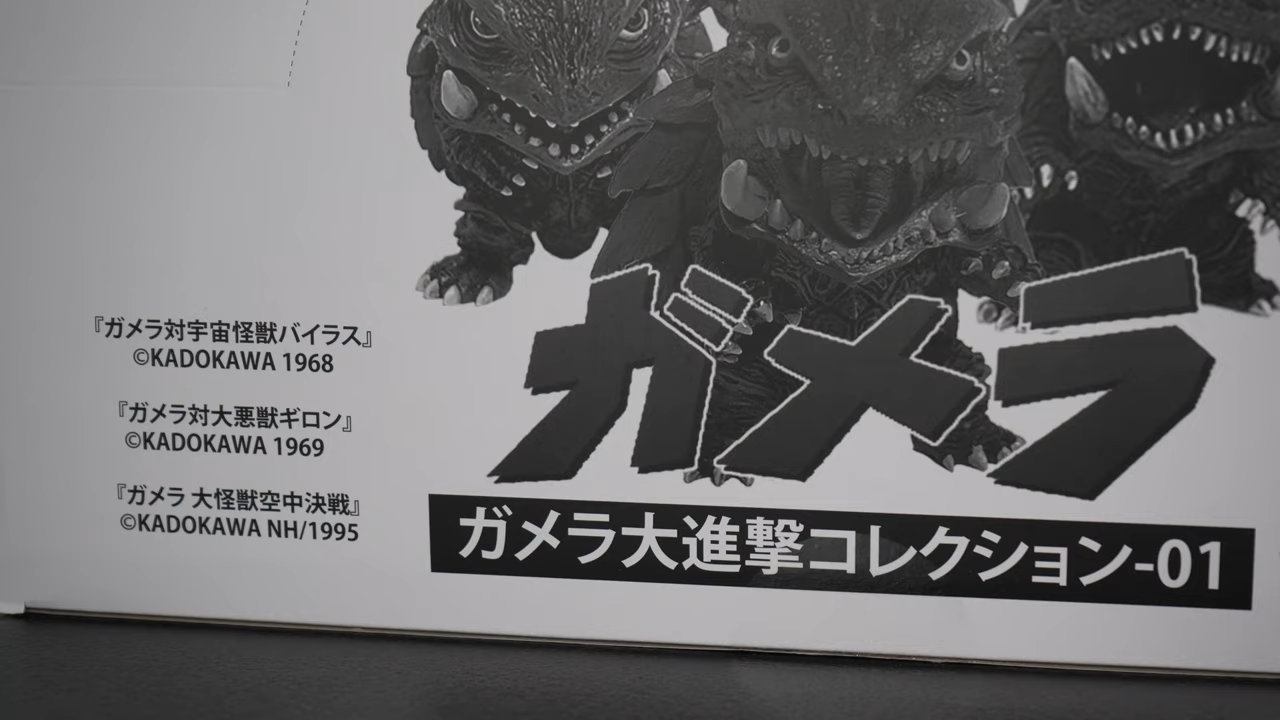 『ガメラ対宇宙怪獣バイラス』
©KADOKAWA 1968
『ガメラ対大悪獣ギロン』
©KADOKAWA 1969
『ガメラ 大怪獣空中決戦』
©KADOKAWA NH/1995
ガメラ
ガメラ大進撃コレクション-01